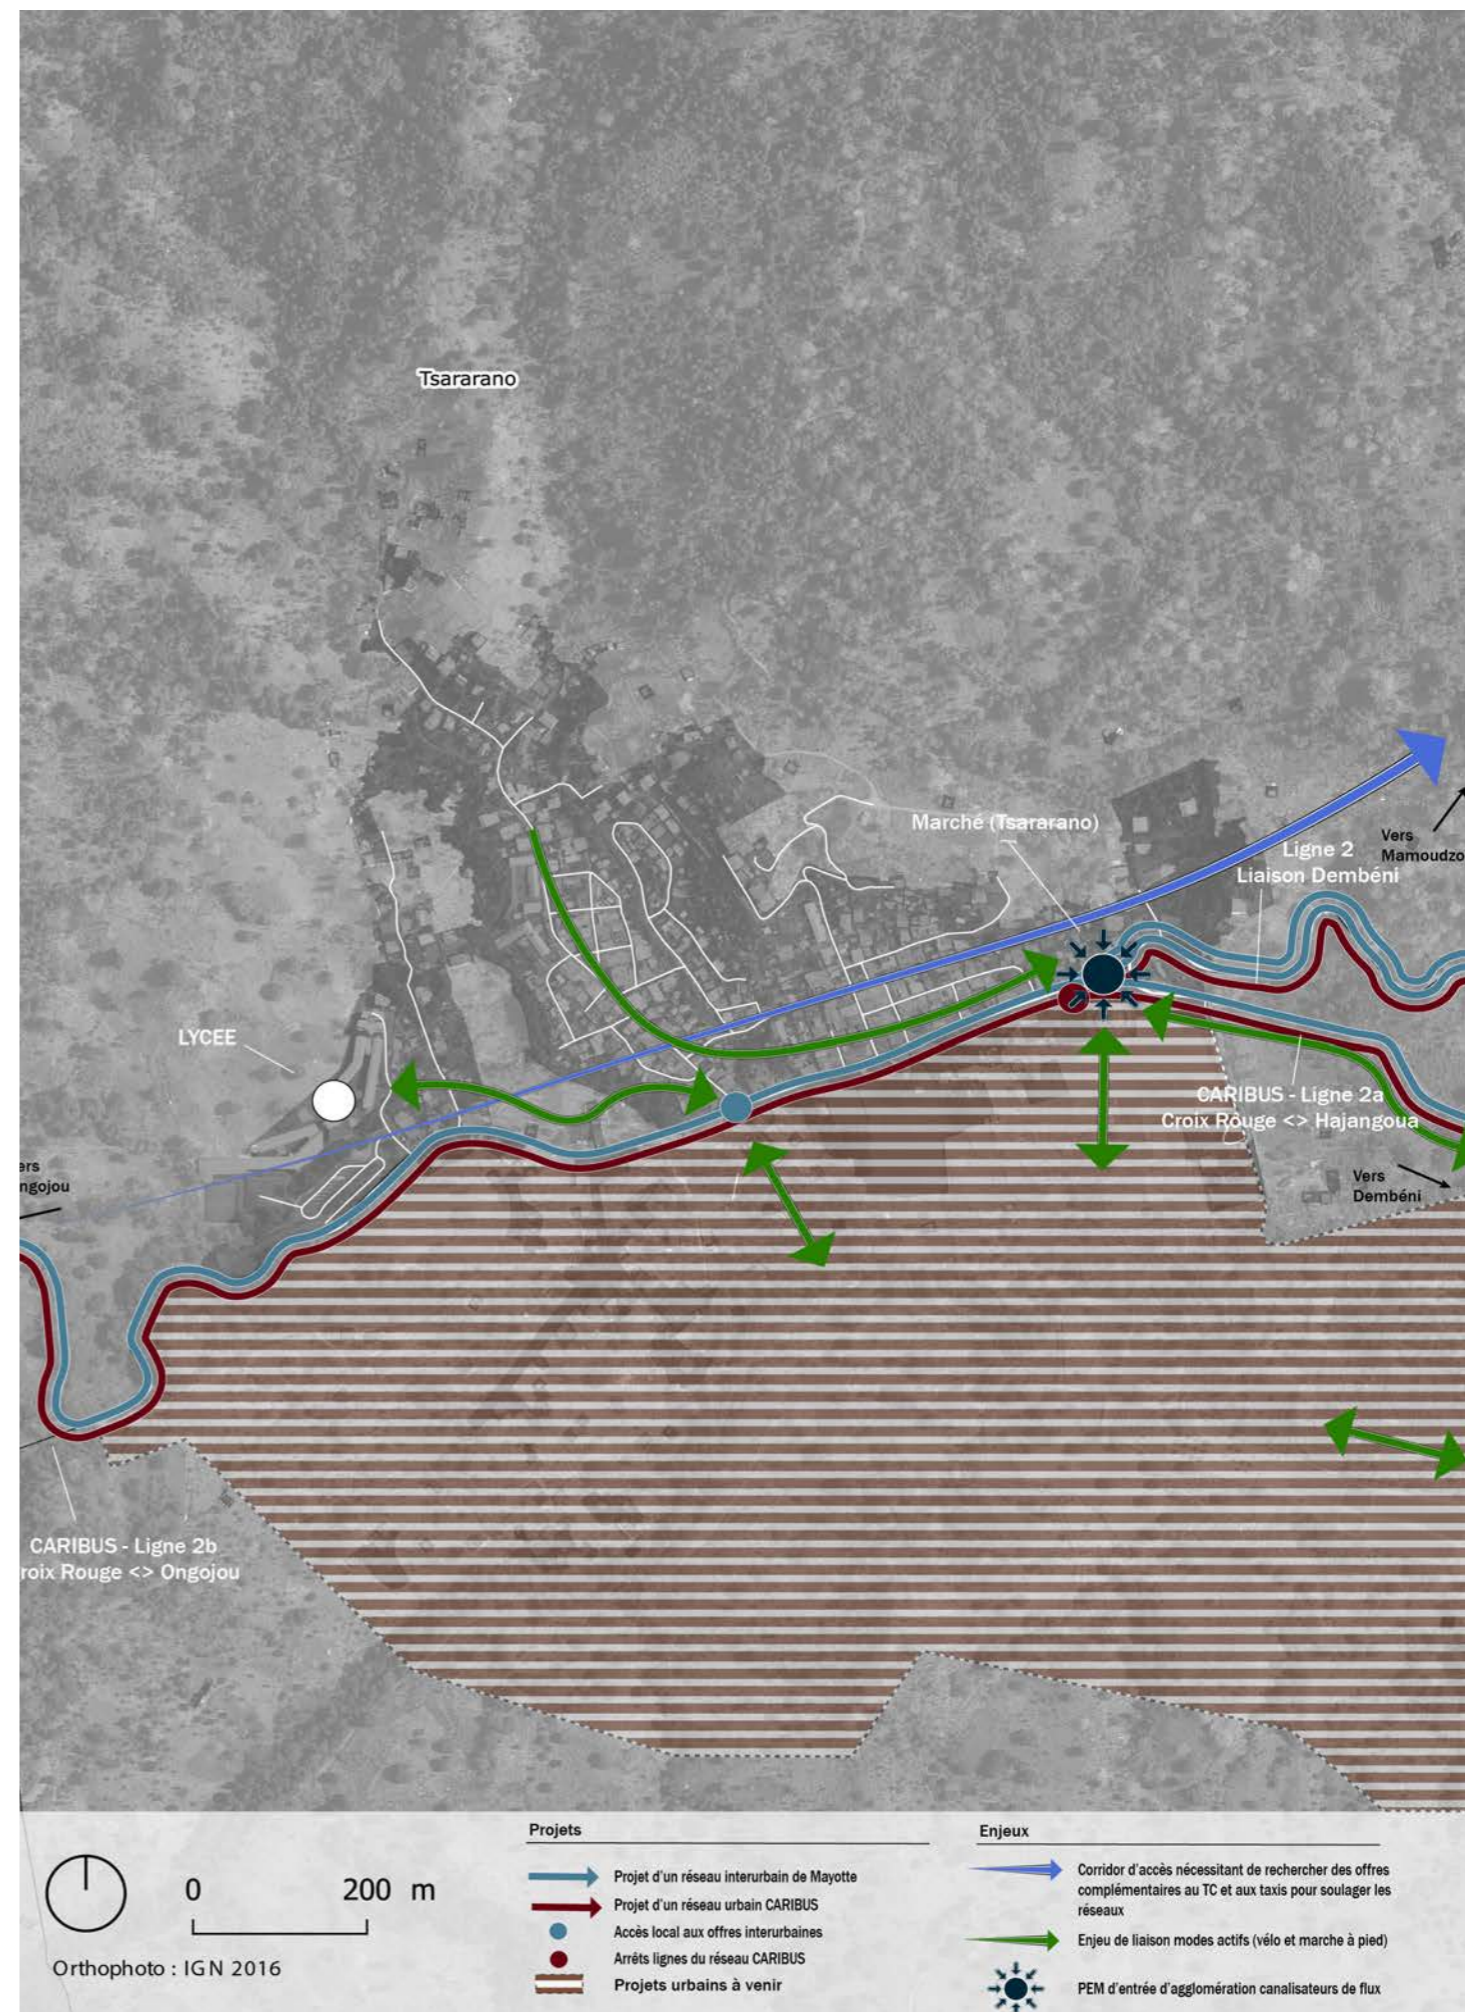 Tsararano
Marché (Tsararano)
Vers
Mamoudzo
Ligne 2
Liaison Dembéni
LYCEE
CARIBUS - Ligne 2a
Croix Rouge <> Hajangoua
ers
ngojou
Vers
Dembéni
CARIBUS - Ligne 2b
roix Rouge <> Ongojou
0 200 m
Orthophoto : IGN 2016
Projets
Projet d'un réseau interurbain de Mayotte
Projet d'un réseau urbain CARIBUS
Accès local aux offres interurbaines
Arrêts lignes du réseau CARIBUS
Projets urbains à venir
Enjeux
Corridor d'accès nécessitant de rechercher des offres
complémentaires au TC et aux taxis pour soulager les
réseaux
Enjeu de liaison modes actifs (vélo et marche à pied)
PEM d'entrée d'agglomération canalisateurs de flux